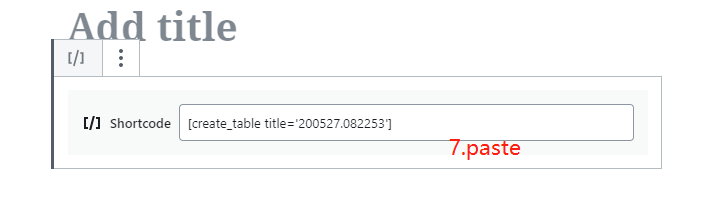 Add title
[/]
[/] Shortcode [create_table title='200527.082253']
7.paste